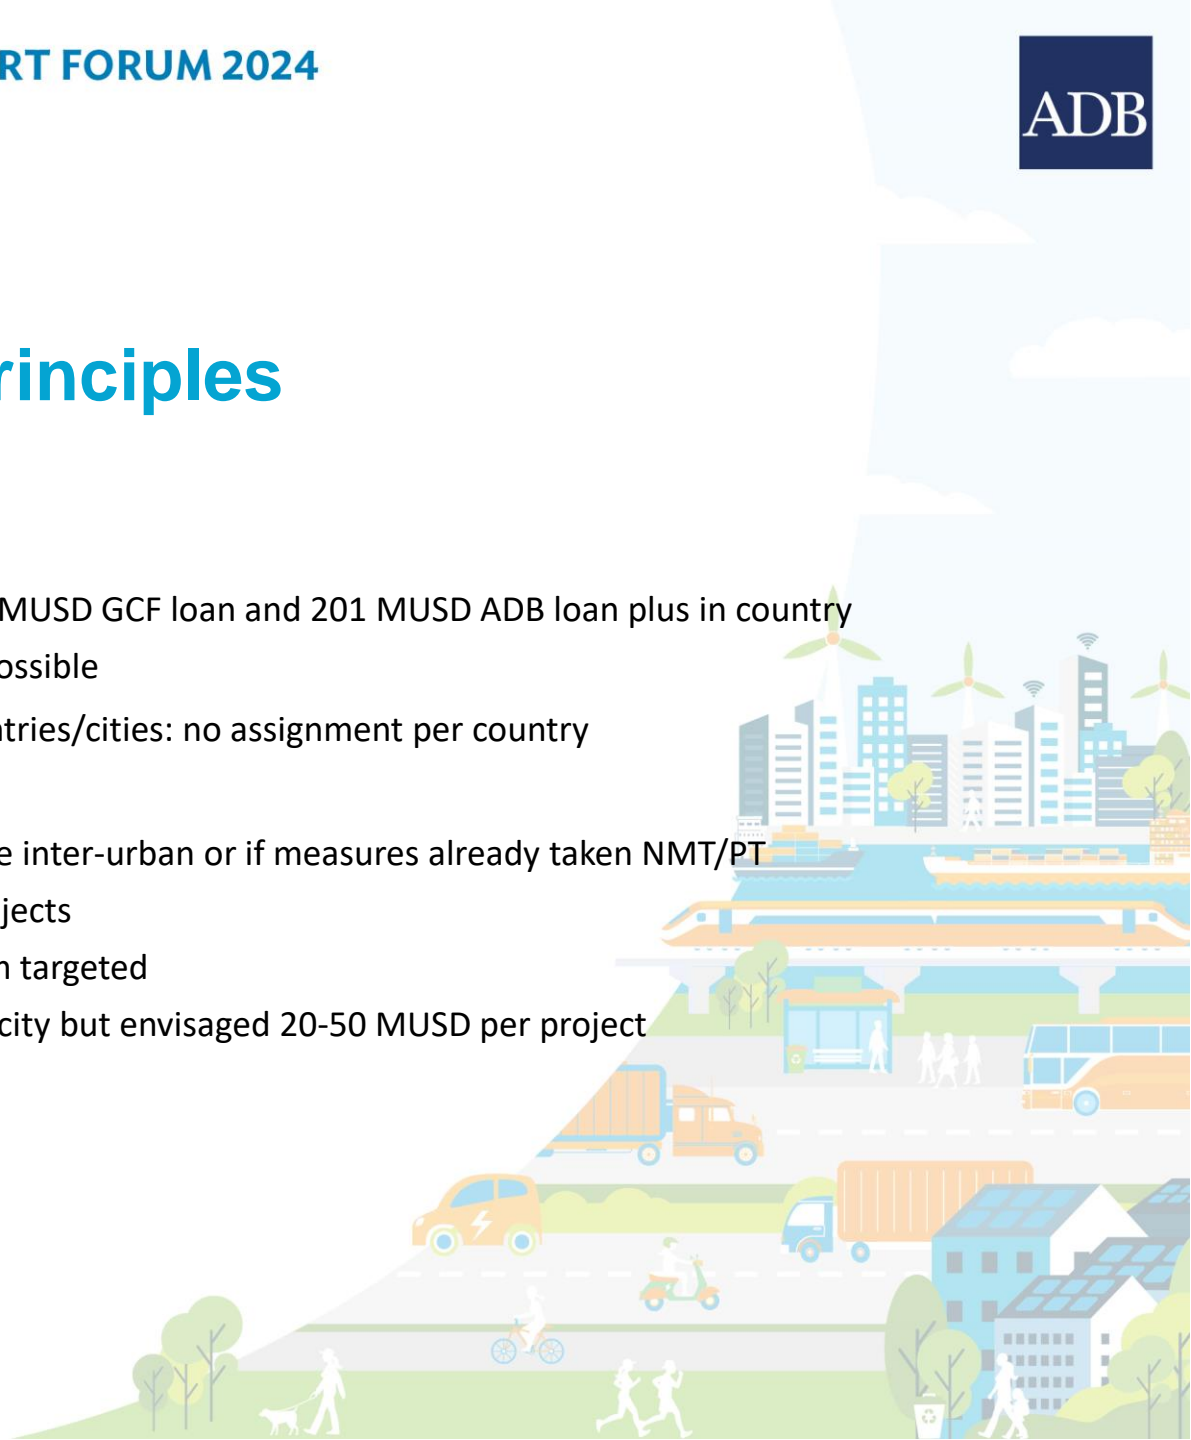 RT FORUM 2024
ADB
rinciples
MUSD GCF loan and 201 MUSD ADB loan plus in country
ossible
tries/cities: no assignment per country
e inter-urban or if measures already taken NMT/PT
jects
targeted
city but envisaged 20-50 MUSD per project